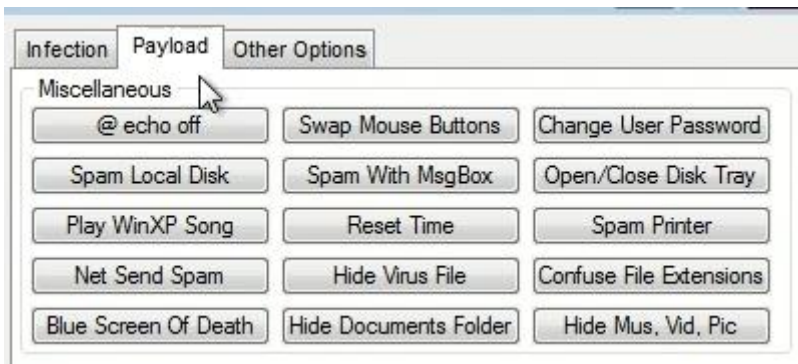 Infection Payload Other Options
Miscellaneous
@ echo off Swap Mouse Buttons Change User Password
Spam Local Disk Spam With MsgBox Open/Close Disk Tray
Play WinXP Song Reset Time Spam Printer
Net Send Spam Hide Virus File Confuse File Extensions
Blue Screen Of Death Hide Documents Folder Hide Mus, Vid, Pic